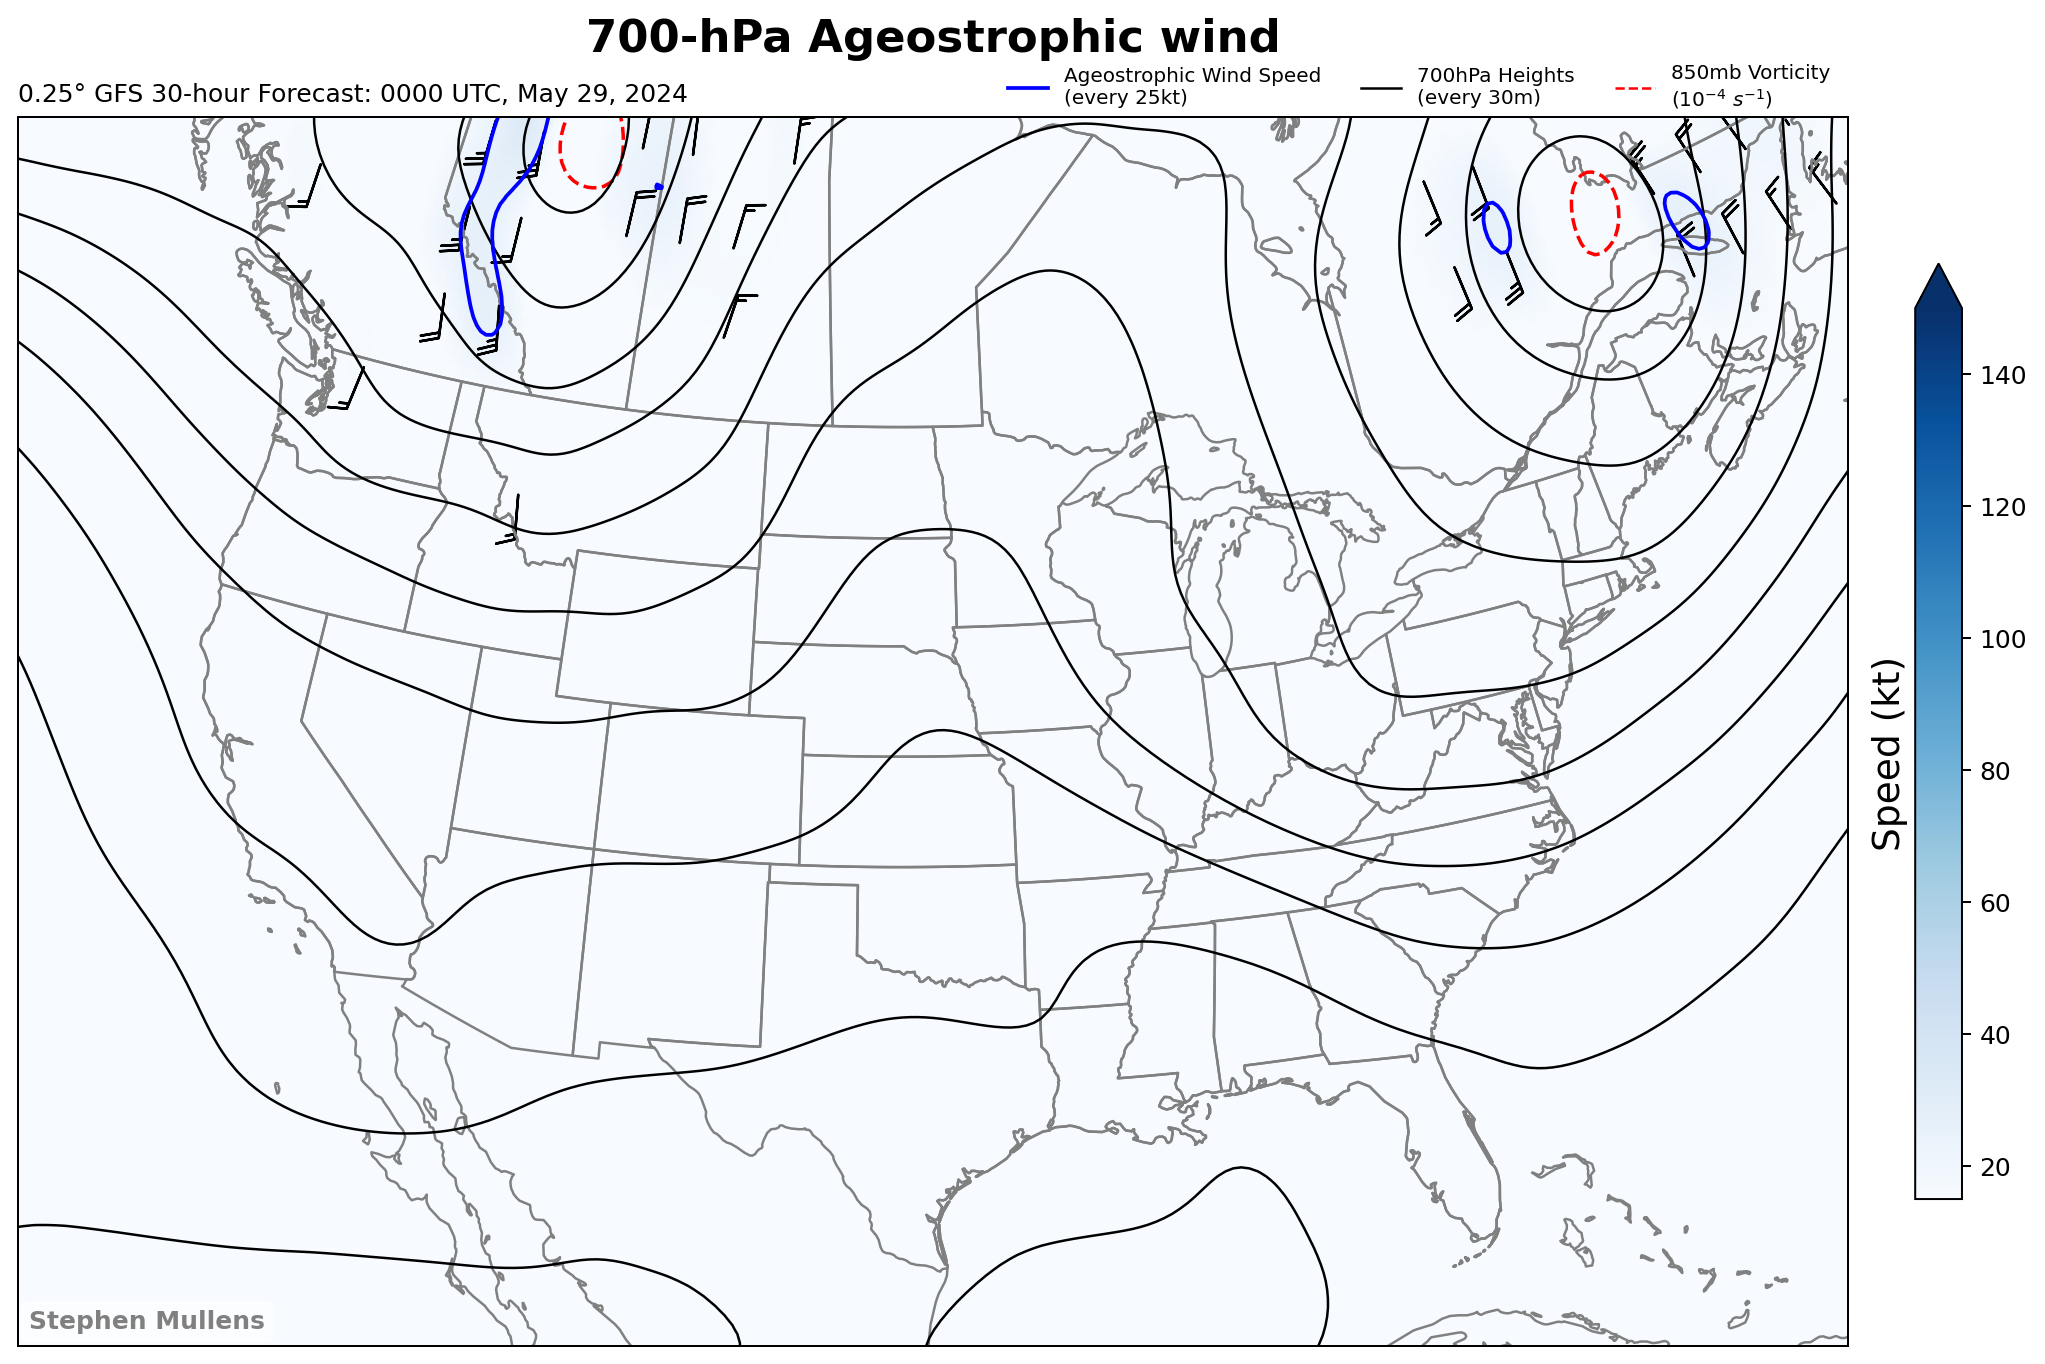 700-hPa Ageostrophic wind
0.25° GFS 30-hour Forecast: 0000 UTC, May 29, 2024
Ageostrophic Wind Speed
(every 25kt)
700hPa Heights
(every 30m)
850mb Vorticity
(10⁻⁴ s⁻¹)
140
120
100
80
60
40
20
Speed (kt)
Stephen Mullens